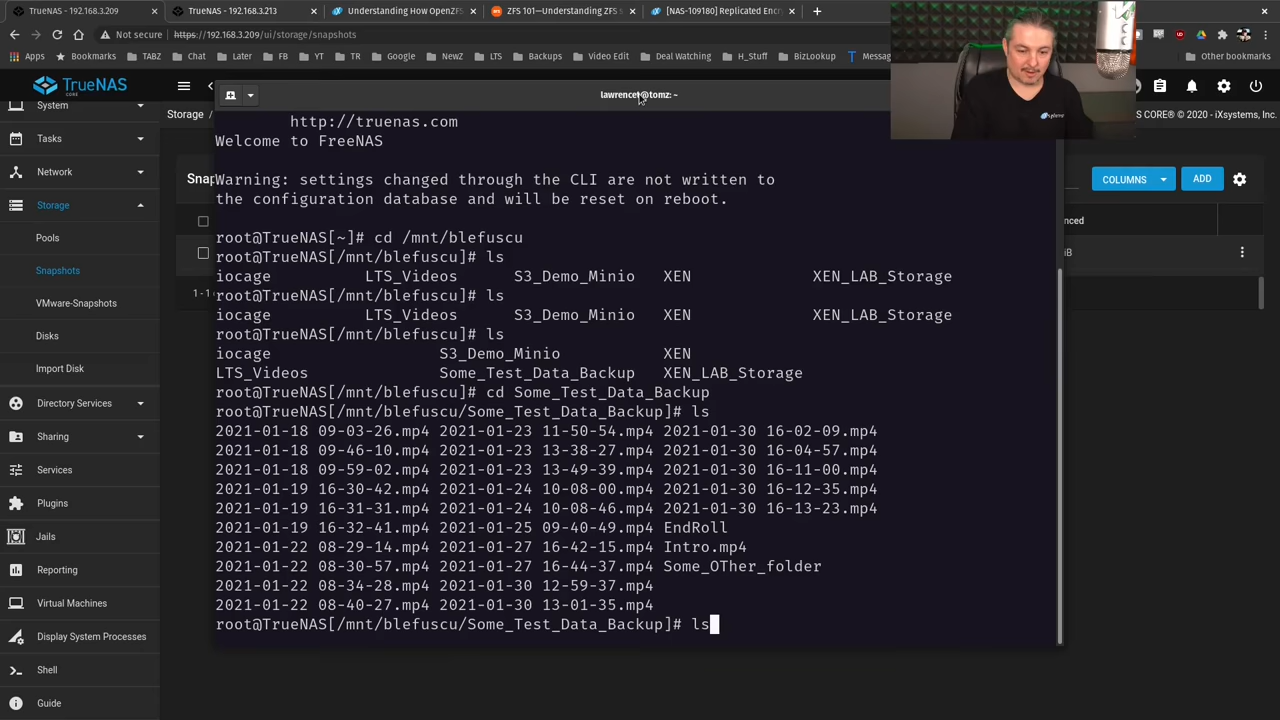 TrueNAS - 192.168.3.209
TrueNAS - 192.168.3.213
Understanding How OpenZFS
ZFS 101—Understanding ZFS s
[NAS-109180] Replicated Enc
Not secure
https://192.168.3.209/ui/storage/snapshots
Apps
Bookmarks
TABZ
Chat
Later
FB
YT
TR
NewZ
LTS
Backups
Video Edit
Deal Watching
H_Stuff
BizLookup
Messag
Other bookmarks
TrueNAS
CORE
lawrencet@tomz: ~
S CORE® © 2020 - iXsystems, Inc.
System
Tasks
Network
Storage
Pools
Snapshots
VMware-Snapshots
Disks
Import Disk
Directory Services
Sharing
Services
Plugins
Jails
Reporting
Virtual Machines
Display System Processes
Shell
Guide
Storage /
Snap
COLUMNS
ADD
nced
iB
1-1
http://truenas.com
Welcome to FreeNAS
Warning: settings changed through the CLI are not written to
the configuration database and will be reset on reboot.
root@TrueNAS[~]# cd /mnt/blefuscu
root@TrueNAS[/mnt/blefuscu]# ls
iocage LTS_Videos S3_Demo_Minio XEN XEN_LAB_Storage
root@TrueNAS[/mnt/blefuscu]# ls
iocage LTS_Videos S3_Demo_Minio XEN XEN_LAB_Storage
root@TrueNAS[/mnt/blefuscu]# ls
iocage S3_Demo_Minio XEN
LTS_Videos Some_Test_Data_Backup XEN_LAB_Storage
root@TrueNAS[/mnt/blefuscu]# cd Some_Test_Data_Backup
root@TrueNAS[/mnt/blefuscu/Some_Test_Data_Backup]# ls
2021-01-18 09-03-26.mp4 2021-01-23 11-50-54.mp4 2021-01-30 16-02-09.mp4
2021-01-18 09-46-10.mp4 2021-01-23 13-38-27.mp4 2021-01-30 16-04-57.mp4
2021-01-18 09-59-02.mp4 2021-01-23 13-49-39.mp4 2021-01-30 16-11-00.mp4
2021-01-19 16-30-42.mp4 2021-01-24 10-08-00.mp4 2021-01-30 16-12-35.mp4
2021-01-19 16-31-31.mp4 2021-01-24 10-08-46.mp4 2021-01-30 16-13-23.mp4
2021-01-19 16-32-41.mp4 2021-01-25 09-40-49.mp4 EndRoll
2021-01-22 08-29-14.mp4 2021-01-27 16-42-15.mp4 Intro.mp4
2021-01-22 08-30-57.mp4 2021-01-27 16-44-37.mp4 Some_OTher_folder
2021-01-22 08-34-28.mp4 2021-01-30 12-59-37.mp4
2021-01-22 08-40-27.mp4 2021-01-30 13-01-35.mp4
root@TrueNAS[/mnt/blefuscu/Some_Test_Data_Backup]# ls